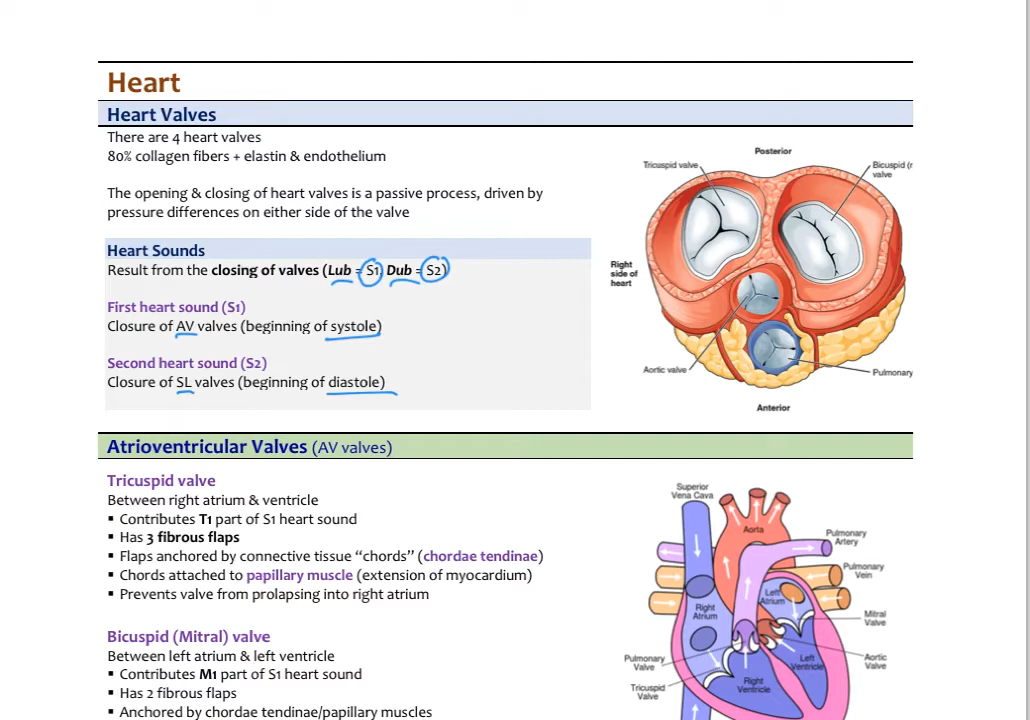 Heart
Heart Valves
There are 4 heart valves
80% collagen fibers + elastin & endothelium
The opening & closing of heart valves is a passive process, driven by
pressure differences on either side of the valve
Heart Sounds
Result from the closing of valves (Lub = S1, Dub = S2)
First heart sound (S1)
Closure of AV valves (beginning of systole)
Second heart sound (S2)
Closure of SL valves (beginning of diastole)
Posterior
Tricuspid valve
Bicuspid (r
valve
Right
side of
heart
Aortic valve
Pulmonary
Anterior
Atrioventricular Valves (AV valves)
Tricuspid valve
Between right atrium & ventricle
▪ Contributes T1 part of S1 heart sound
▪ Has 3 fibrous flaps
▪ Flaps anchored by connective tissue “chords” (chordae tendinae)
▪ Chords attached to papillary muscle (extension of myocardium)
▪ Prevents valve from prolapsing into right atrium
Bicuspid (Mitral) valve
Between left atrium & left ventricle
▪ Contributes M1 part of S1 heart sound
▪ Has 2 fibrous flaps
▪ Anchored by chordae tendinae/papillary muscles
Superior
Vena Cava
Aorta
Pulmonary
Artery
Pulmonary
Vein
Left
Atrium
Right
Atrium
Mitral
Valve
Pulmonary
Valve
Aortic
Valve
Left
Ventricle
Tricuspid
Valve
Right
Ventricle